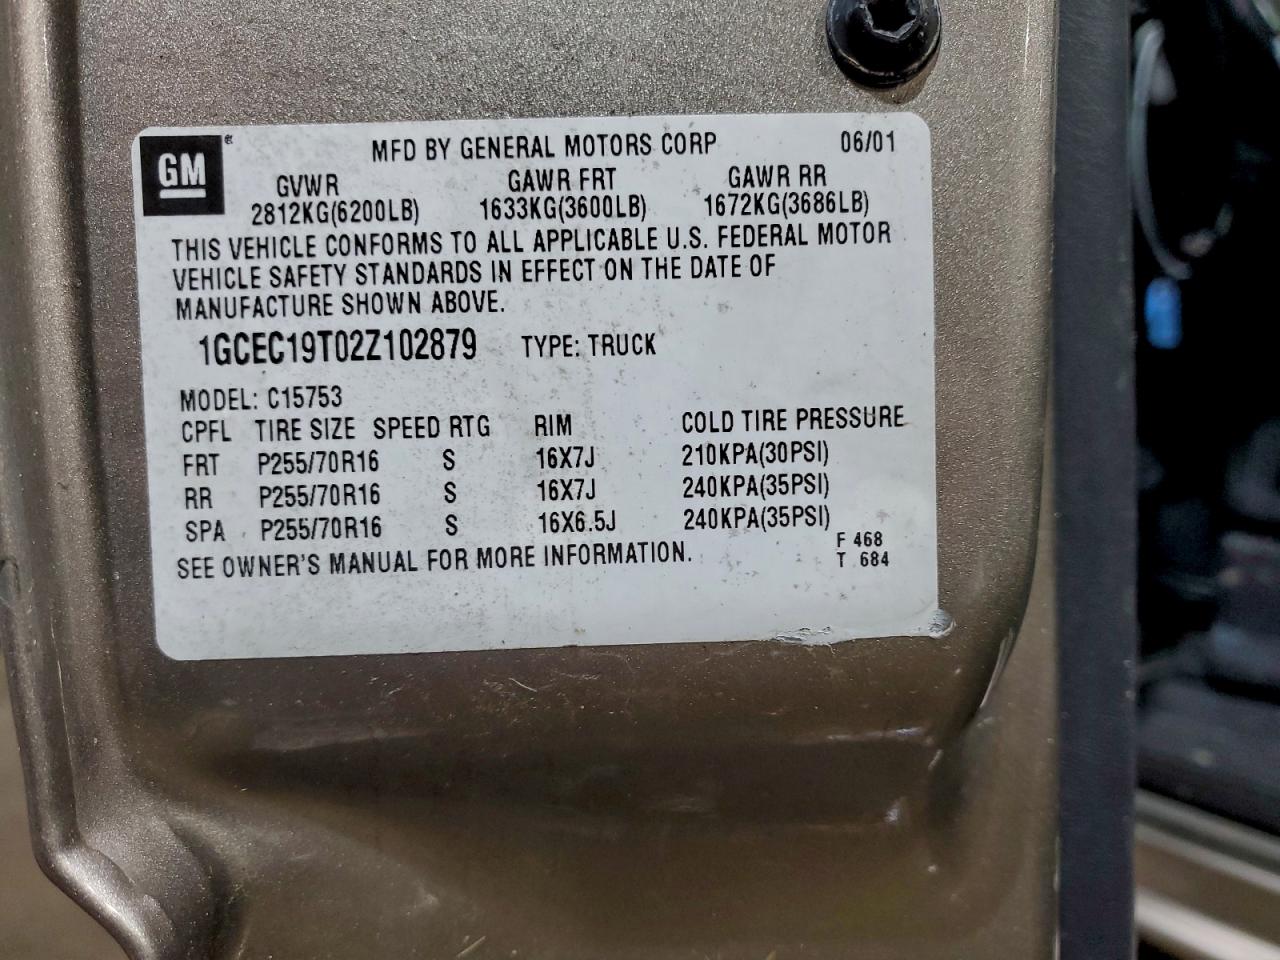 GM ® MFD BY GENERAL MOTORS CORP 06/01
GVWR GAWR FRT GAWR RR
2812KG(6200LB) 1633KG(3600LB) 1672KG(3686LB)
THIS VEHICLE CONFORMS TO ALL APPLICABLE U.S. FEDERAL MOTOR
VEHICLE SAFETY STANDARDS IN EFFECT ON THE DATE OF
MANUFACTURE SHOWN ABOVE.
1GCEC19T02Z102879 TYPE: TRUCK
MODEL: C15753
CPFL TIRE SIZE SPEED RTG RIM COLD TIRE PRESSURE
FRT P255/70R16 S 16X7J 210KPA(30PSI)
RR P255/70R16 S 16X7J 240KPA(35PSI)
SPA P255/70R16 S 16X6.5J 240KPA(35PSI)
SEE OWNER'S MANUAL FOR MORE INFORMATION. F 468
T 684